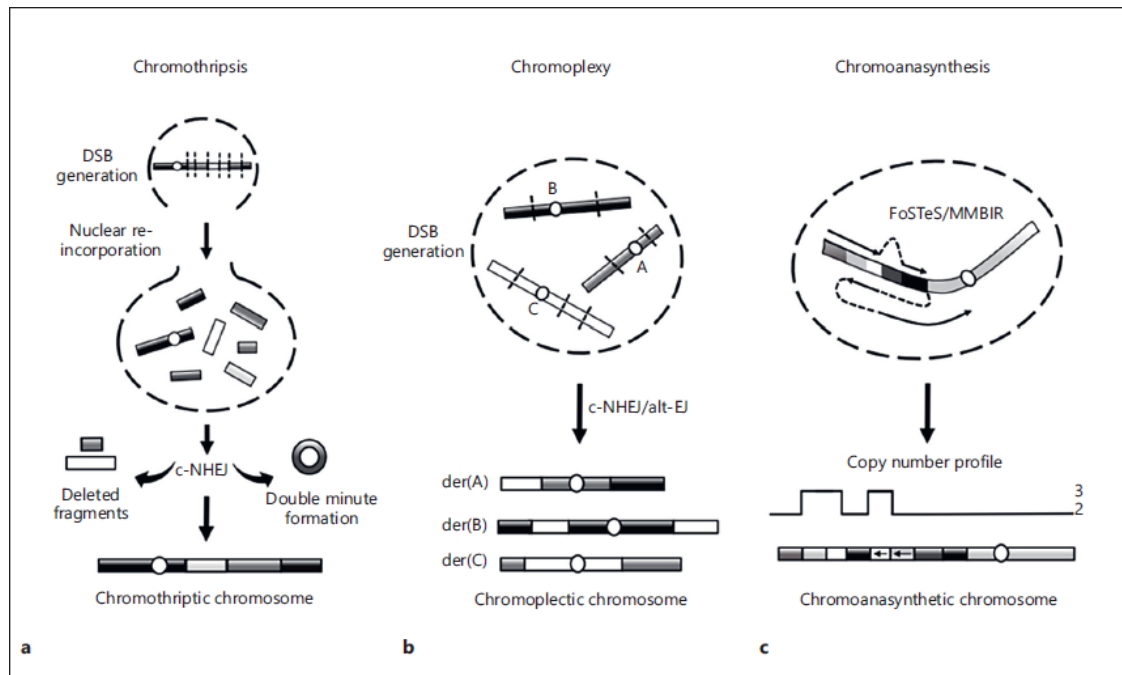 Chromothripsis
DSB
generation
Nuclear re-
incorporation
c-NHEJ
Deleted
fragments
Double minute
formation
Chromothriptic chromosome
a
Chromoplexy
DSB
generation
B
A
C
c-NHEJ/alt-EJ
der(A)
der(B)
der(C)
Chromoplectic chromosome
b
Chromoanasynthesis
FoSTeS/MMBIR
Copy number profile
3
2
Chromoanasynthetic chromosome
c